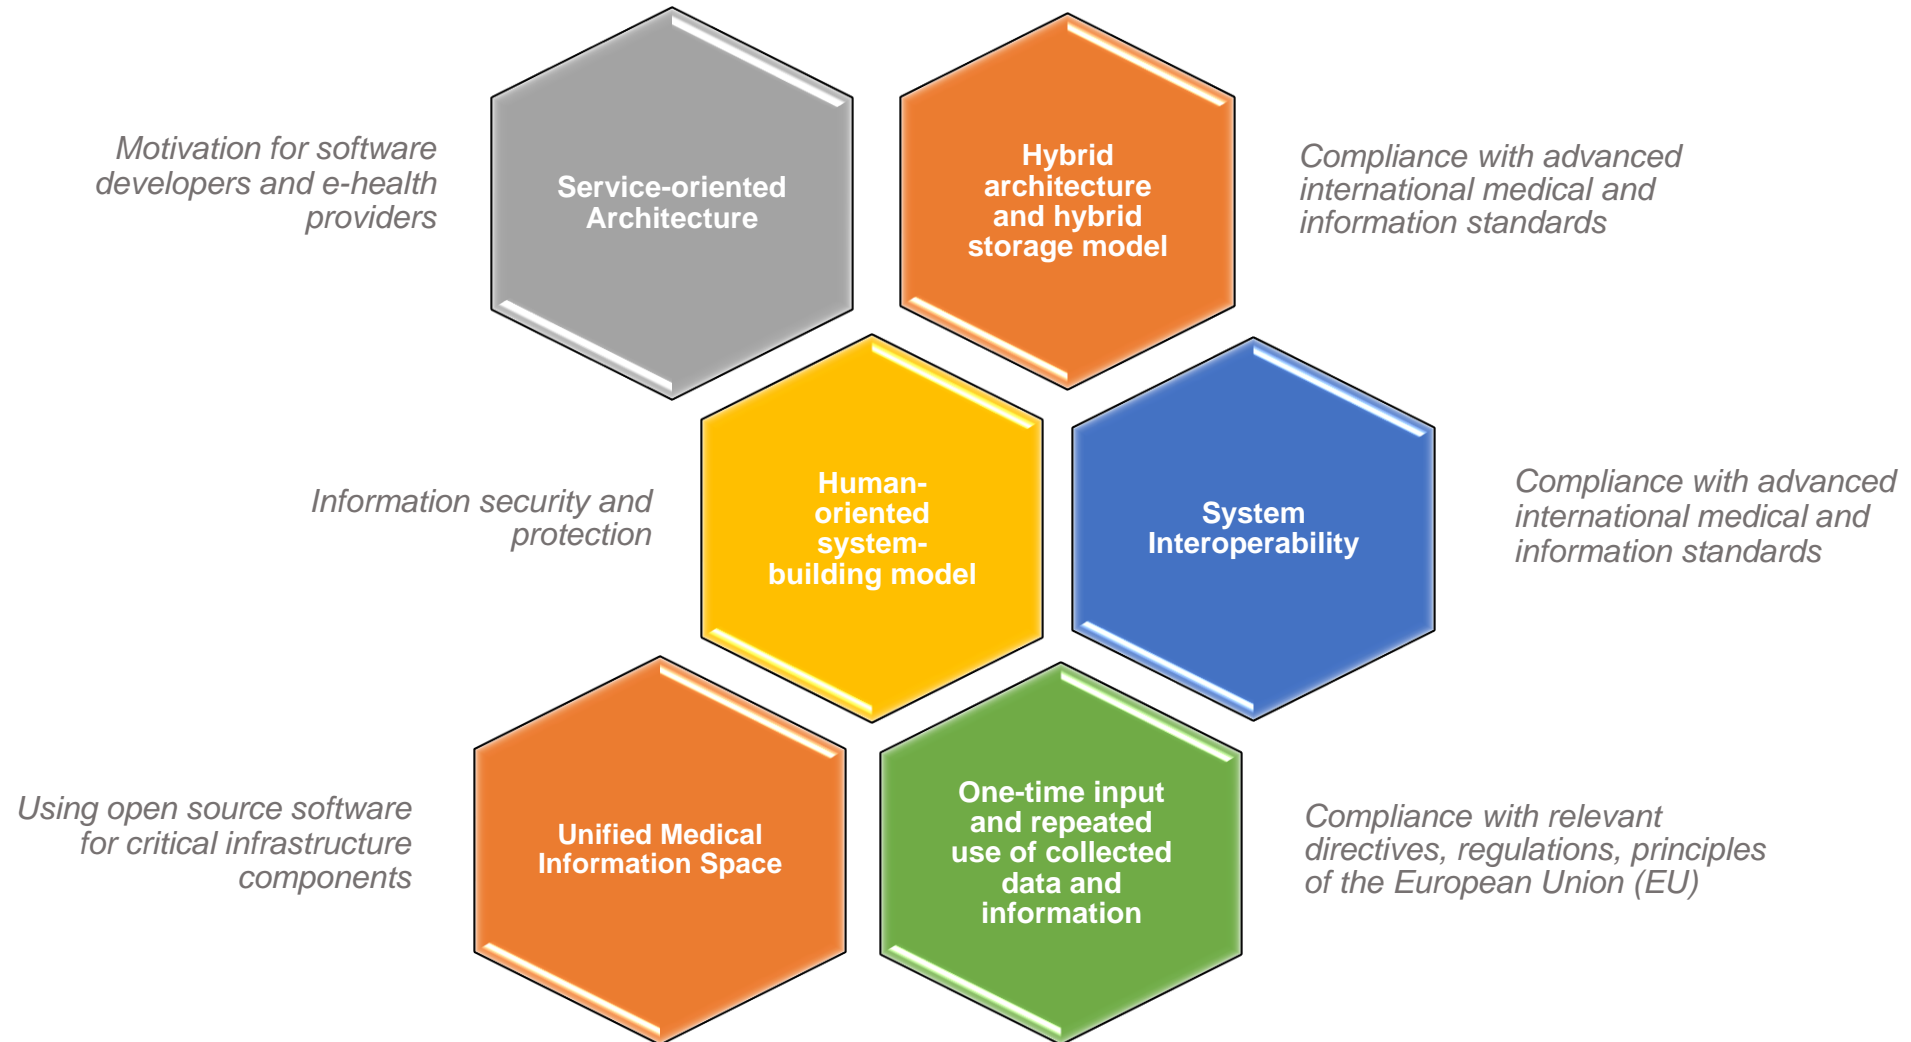 Motivation for software
developers and e-health
providers
Service-oriented
Architecture
Hybrid
architecture
and hybrid
storage model
Compliance with advanced
international medical and
information standards
Information security and
protection
Human-
oriented
system-
building model
System
Interoperability
Compliance with advanced
international medical and
information standards
Using open source software
for critical infrastructure
components
Unified Medical
Information Space
One-time input
and repeated
use of collected
data and
information
Compliance with relevant
directives, regulations, principles
of the European Union (EU)